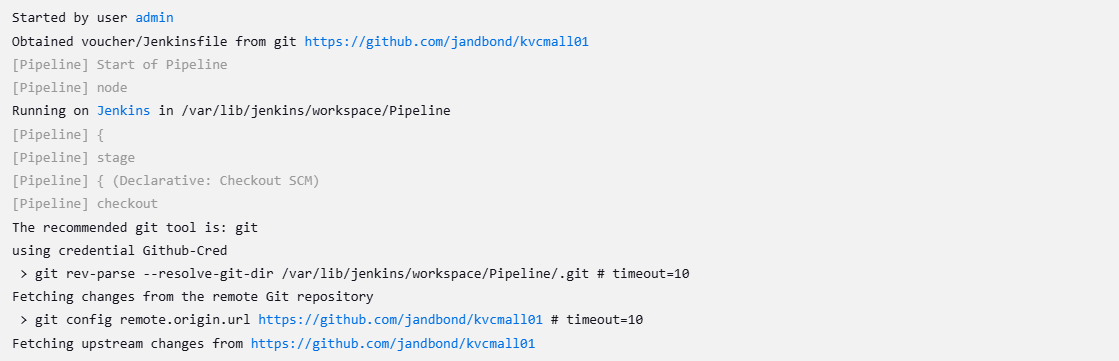 Started by user admin
Obtained voucher/Jenkinsfile from git https://github.com/jandbond/kvcmall01
[Pipeline] Start of Pipeline
[Pipeline] node
Running on Jenkins in /var/lib/jenkins/workspace/Pipeline
[Pipeline] {
[Pipeline] stage
[Pipeline] { (Declarative: Checkout SCM)
[Pipeline] checkout
The recommended git tool is: git
using credential Github-Cred
 > git rev-parse --resolve-git-dir /var/lib/jenkins/workspace/Pipeline/.git # timeout=10
Fetching changes from the remote Git repository
 > git config remote.origin.url https://github.com/jandbond/kvcmall01 # timeout=10
Fetching upstream changes from https://github.com/jandbond/kvcmall01